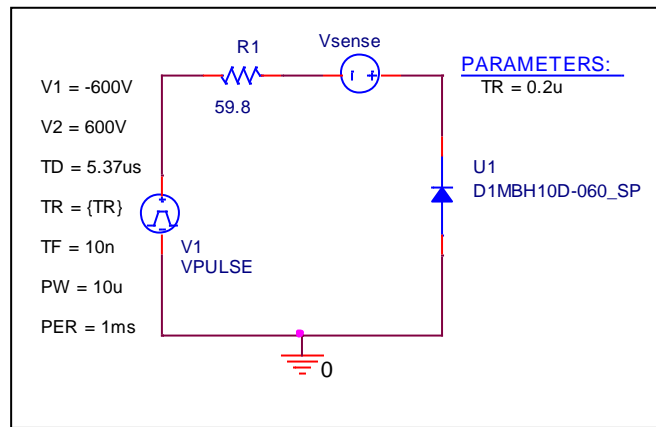 R1
Vsense
PARAMETERS:
TR = 0.2u
V1 = -600V
59.8
V2 = 600V
TD = 5.37us
U1
D1MBH10D-060_SP
TR = {TR}
TF = 10n
V1
VPULSE
PW = 10u
PER = 1ms
0